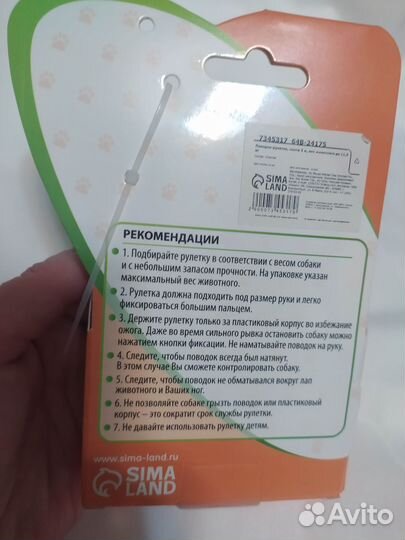 7345317 64В-24175
SIMA
LAND
РЕКОМЕНДАЦИИ
• 1. Подбирайте рулетку в соответствии с весом собаки
и с небольшим запасом прочности. На упаковке указан
максимальный вес животного.
• 2. Рулетка должна подходить под размер руки и легко
фиксироваться большим пальцем.
• 3. Держите рулетку только за пластиковый корпус во избежание
ожога. Даже во время сильного рывка остановить собаку можно
нажатием кнопки фиксации. Не наматывайте поводок на руку.
• 4. Следите, чтобы поводок всегда был натянут.
В этом случае Вы сможете контролировать собаку.
• 5. Следите, чтобы поводок не обматывался вокруг лап
животного и Ваших ног.
• 6. Не позволяйте собаке грызть поводок или пластиковый
корпус – это сократит срок службы рулетки.
• 7. Не давайте использовать рулетку детям.
www.sima-land.ru
SIMA
LAND
Avito